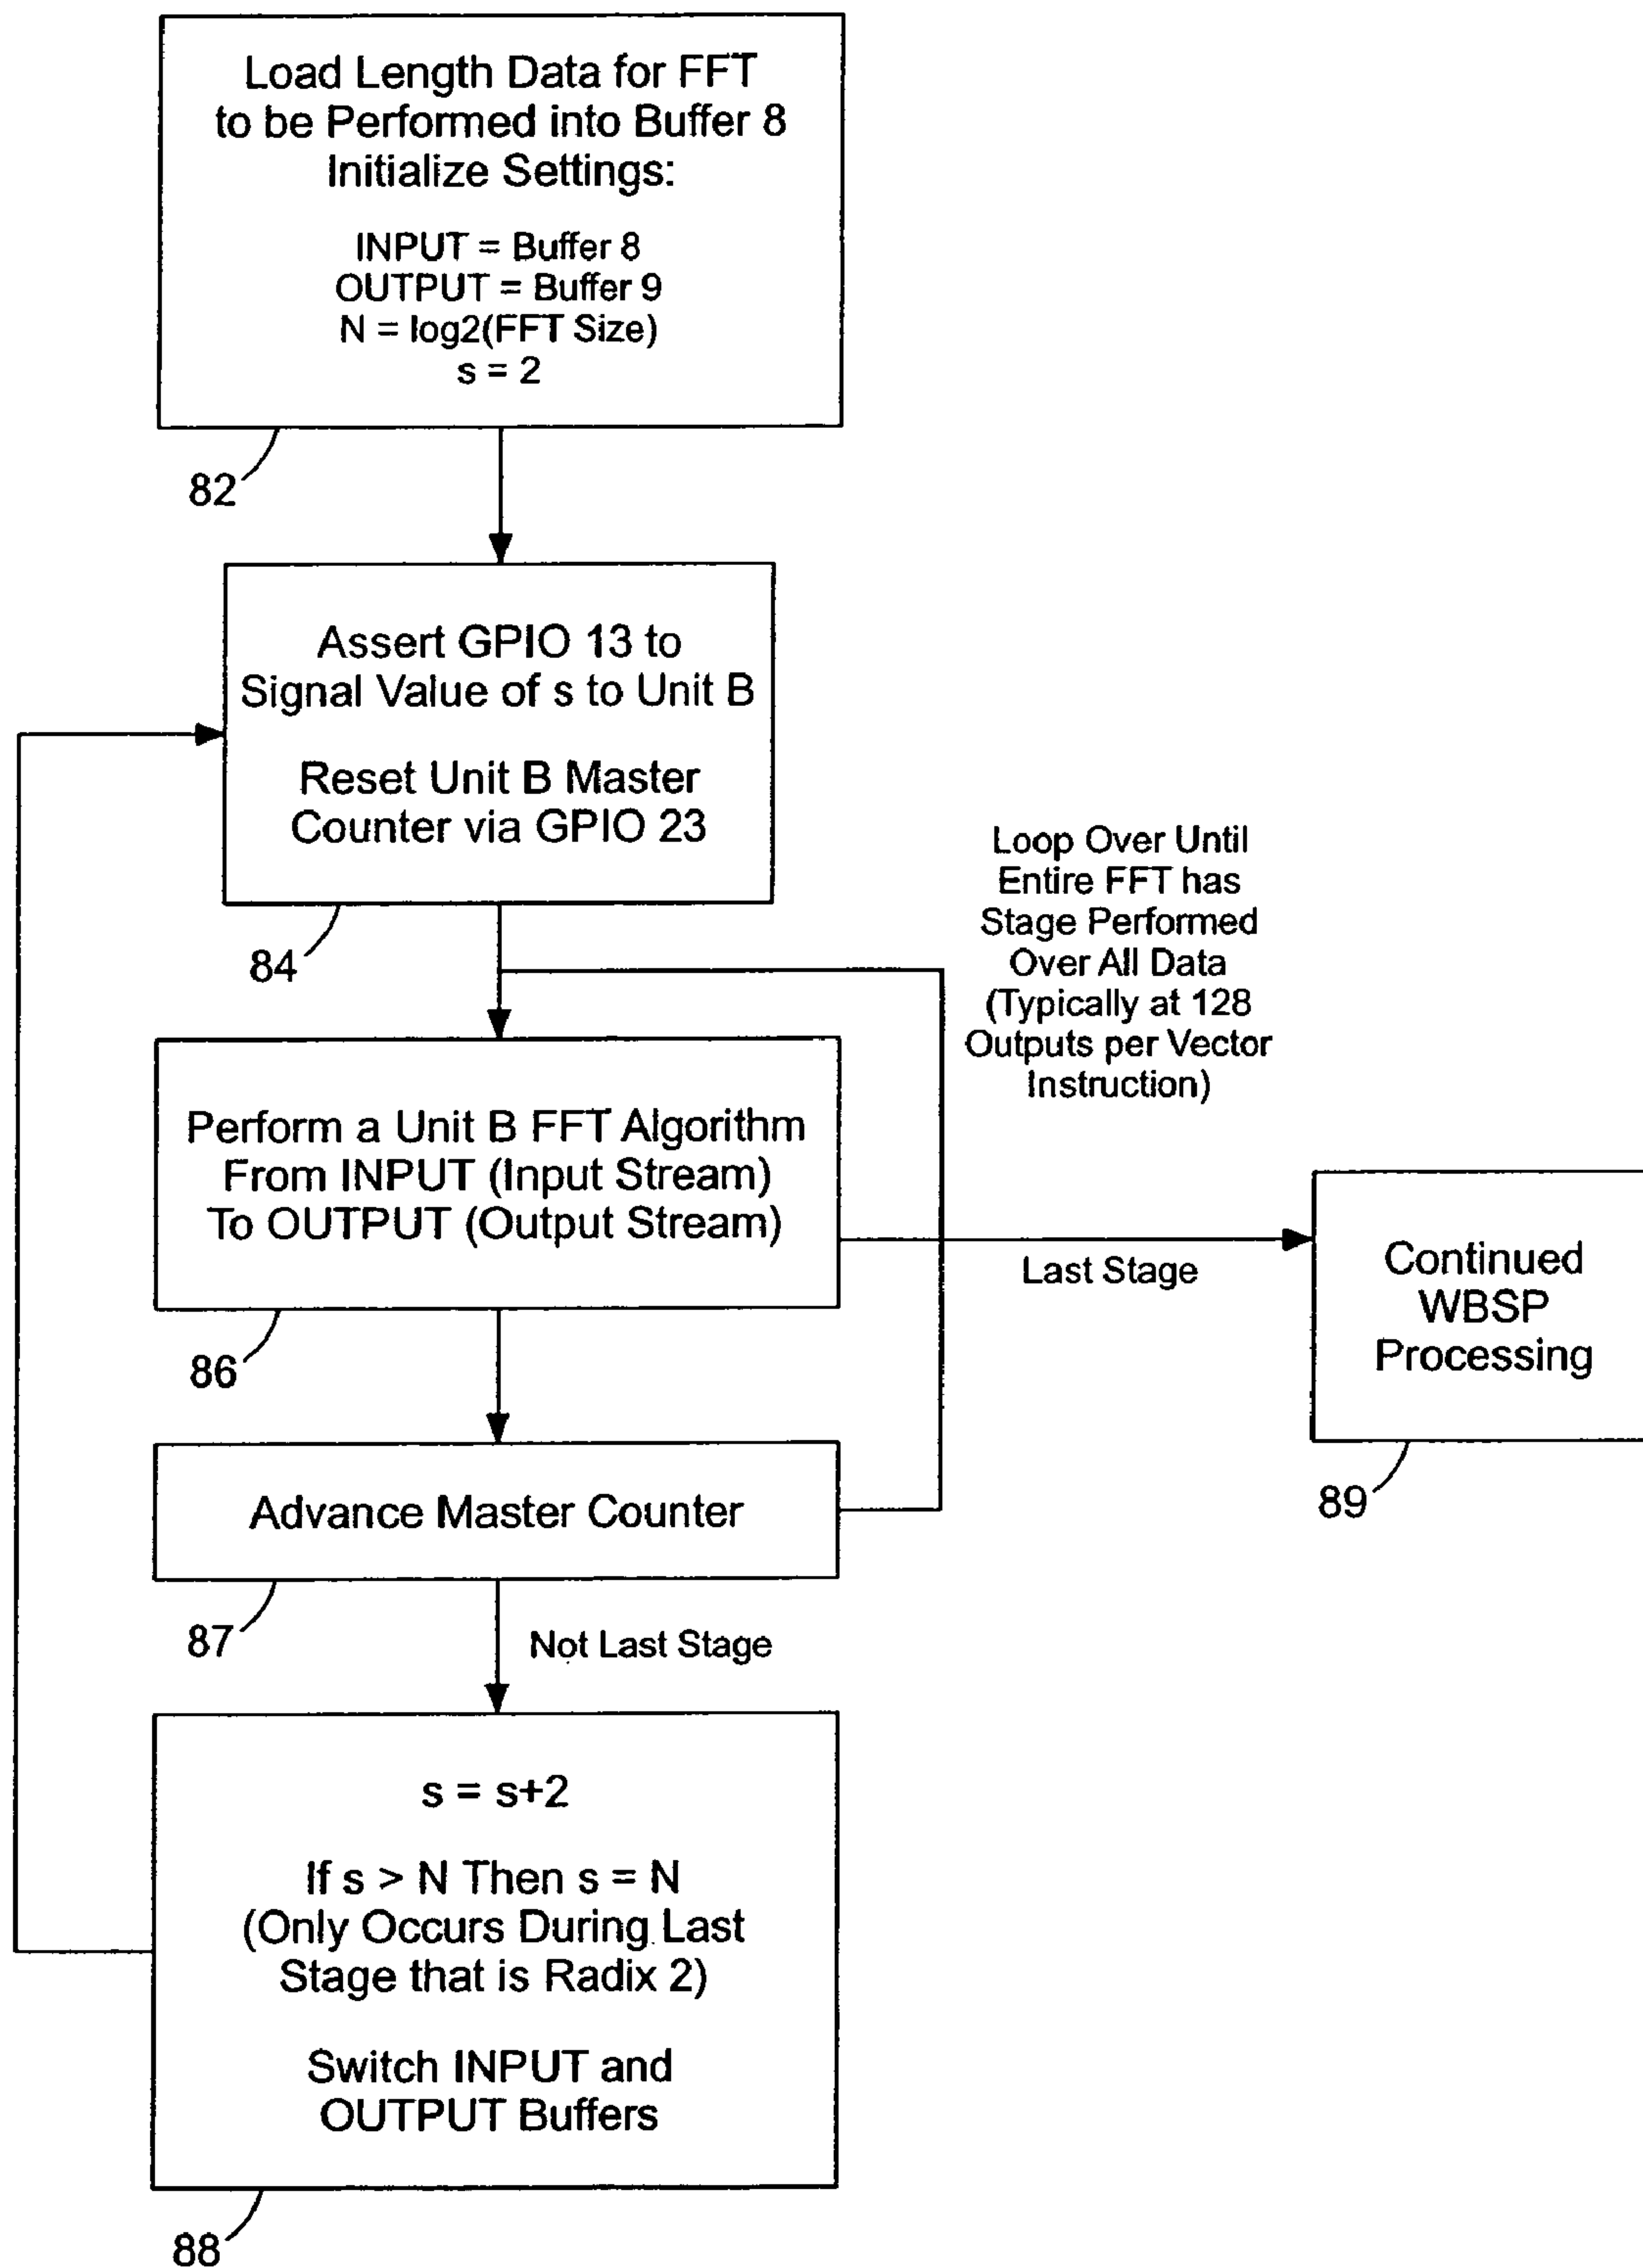 Load Length Data for FFT
to be Performed into Buffer 8
Initialize Settings:
INPUT = Buffer 8
OUTPUT = Buffer 9
N = log2(FFT Size)
s = 2
82
Assert GPIO 13 to
Signal Value of s to Unit B
Reset Unit B Master
Counter via GPIO 23
84
Loop Over Until
Entire FFT has
Stage Performed
Over All Data
(Typically at 128
Outputs per Vector
Instruction)
Perform a Unit B FFT Algorithm
From INPUT (Input Stream)
To OUTPUT (Output Stream)
86
Last Stage
Continued
WBSP
Processing
89
Advance Master Counter
87
Not Last Stage
s = s+2
If s > N Then s = N
(Only Occurs During Last
Stage that is Radix 2)
Switch INPUT and
OUTPUT Buffers
88